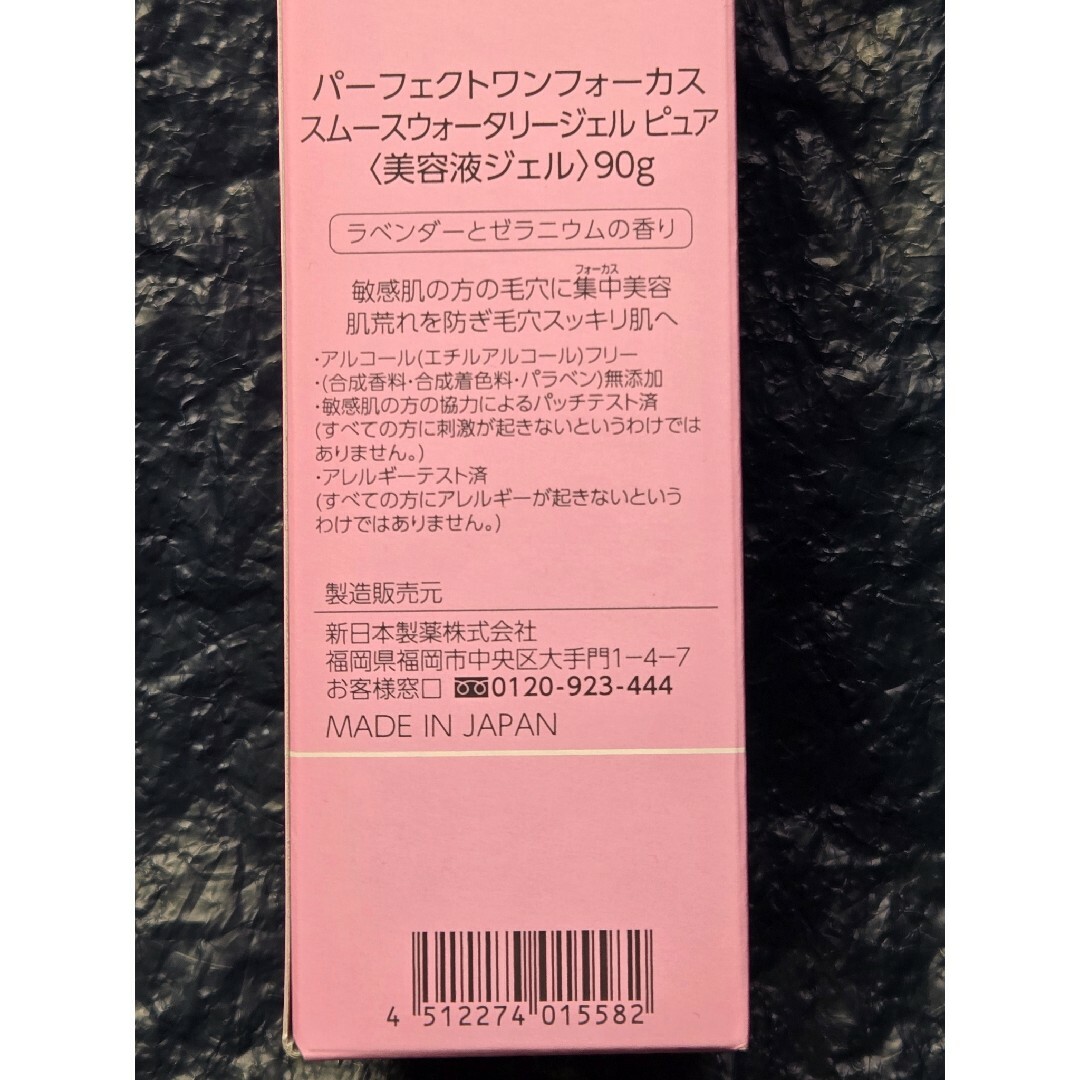 パーフェクトワンフォーカス
スムースウォータリージェル ピュア
〈美容液ジェル〉90g
ラベンダーとゼラニウムの香り
フォーカス
敏感肌の方の毛穴に集中美容
肌荒れを防ぎ毛穴スッキリ肌へ
・アルコール(エチルアルコール)フリー
・(合成香料・合成着色料・パラベン)無添加
・敏感肌の方の協力によるパッチテスト済
(すべての方に刺激が起きないというわけでは
ありません。)
・アレルギーテスト済
(すべての方にアレルギーが起きないという
わけではありません。)
製造販売元
新日本製薬株式会社
福岡県福岡市中央区大手門1-4-7
お客様窓口 0120-923-444
MADE IN JAPAN
4 512274 015582